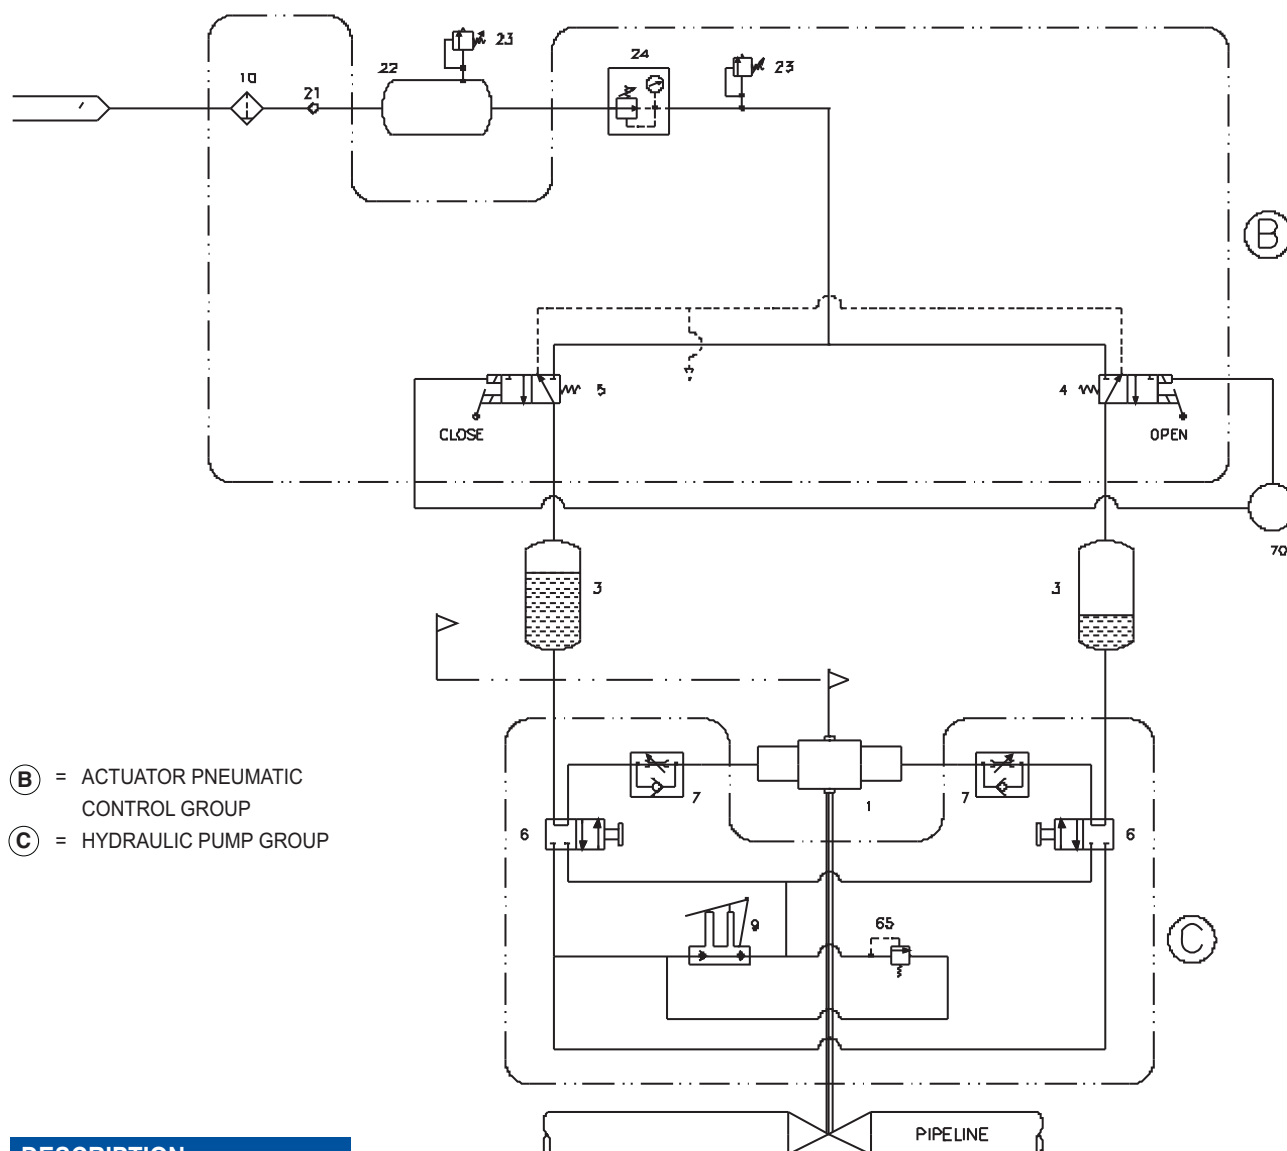 23
24
23
10
22
21
B
5
4
CLOSE
OPEN
70
3
3
B = ACTUATOR PNEUMATIC
CONTROL GROUP
C = HYDRAULIC PUMP GROUP
7
1
7
6
6
9
65
C
PIPELINE
DESCRIPTION